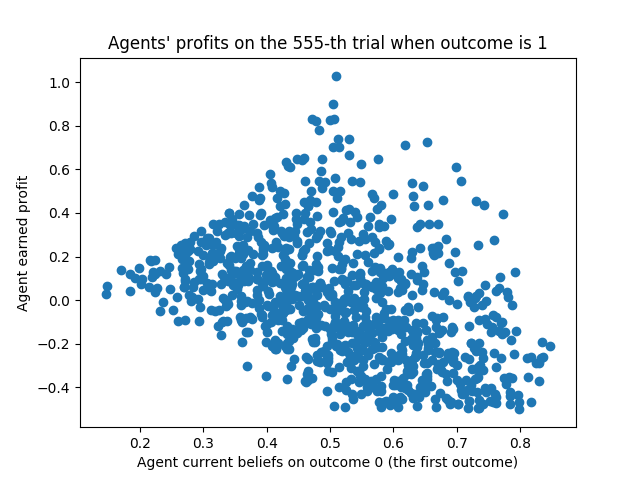 Agents' profits on the 555-th trial when outcome is 1
Agent earned profit
1.0
0.8
0.6
0.4
0.2
0.0
−0.2
−0.4
0.2 0.3 0.4 0.5 0.6 0.7 0.8
Agent current beliefs on outcome 0 (the first outcome)